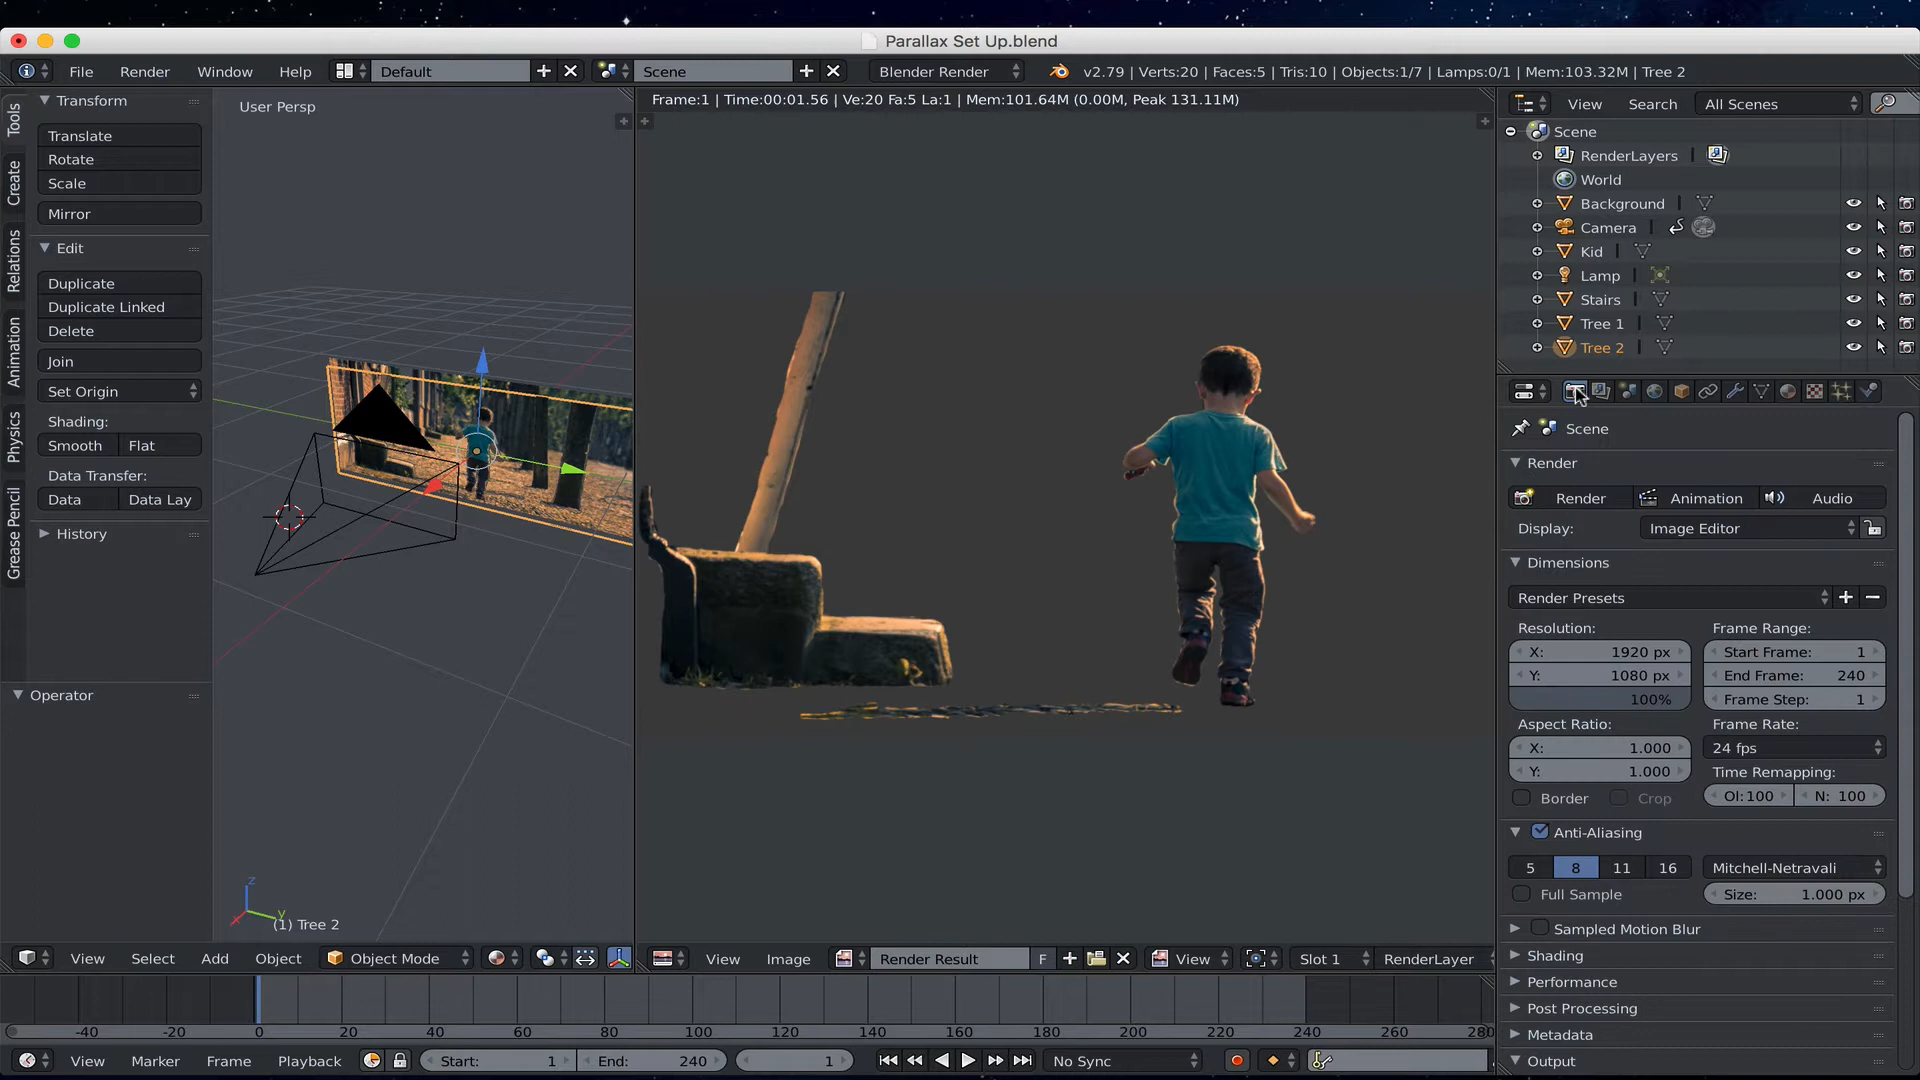 Parallax Set Up.blend
File Render Window Help Default Scene Blender Render v2.79 | Verts:20 | Faces:5 | Tris:10 | Objects:1/7 | Lamps:0/1 | Mem:103.32M | Tree 2
Tools
Create
Relations
Animation
Physics
Grease Pencil
Transform
Translate
Rotate
Scale
Mirror
Edit
Duplicate
Duplicate Linked
Delete
Join
Set Origin
Shading:
Smooth Flat
Data Transfer:
Data Data Lay
History
Operator
User Persp
z
y
x
(1) Tree 2
View Select Add Object Object Mode
Frame:1 | Time:00:01.56 | Ve:20 Fa:5 La:1 | Mem:101.64M (0.00M, Peak 131.11M)
View Image Render Result F View Slot 1 RenderLayer
View Search All Scenes
Scene
RenderLayers |
World
Background |
Camera |
Kid |
Lamp |
Stairs |
Tree 1 |
Tree 2 |
Scene
Render
Render Animation Audio
Display: Image Editor
Dimensions
Render Presets
Resolution: Frame Range:
X: 1920 px Start Frame: 1
Y: 1080 px End Frame: 240
100% Frame Step: 1
Aspect Ratio: Frame Rate:
X: 1.000 24 fps
Y: 1.000 Time Remapping:
Border Crop Ol:100 N: 100
Anti-Aliasing
5 8 11 16 Mitchell-Netravali
Full Sample Size: 1.000 px
Sampled Motion Blur
Shading
Performance
Post Processing
Metadata
Output
-40 -20 0 20 40 60 80 100 120 140 160 180 200 220 240 260 280
View Marker Frame Playback Start: 1 End: 240 1 No Sync